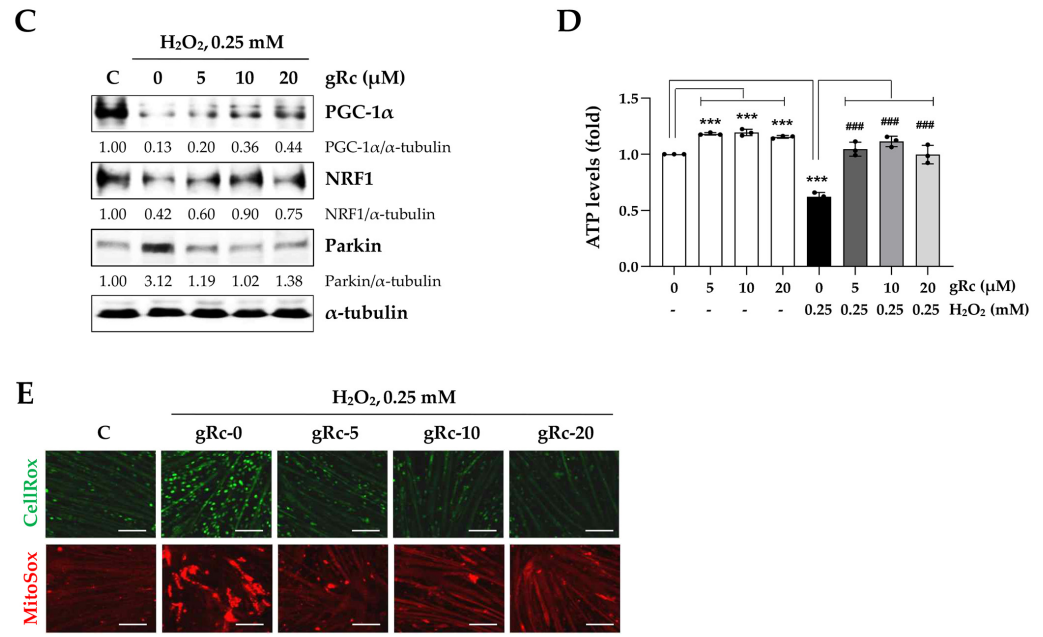 C
H₂O₂, 0.25 mM
C 0 5 10 20 gRc (μM)
PGC-1α
1.00 0.13 0.20 0.36 0.44 PGC-1α/α-tubulin
NRF1
1.00 0.42 0.60 0.90 0.75 NRF1/α-tubulin
Parkin
1.00 3.12 1.19 1.02 1.38 Parkin/α-tubulin
α-tubulin
D
ATP levels (fold)
1.5
1.0
0.5
0.0
*** *** *** *** ### ### ###
0 5 10 20 0 5 10 20 gRc (μM)
- - - - 0.25 0.25 0.25 0.25 H₂O₂ (mM)
E
H₂O₂, 0.25 mM
C gRc-0 gRc-5 gRc-10 gRc-20
CellRox
MitoSox